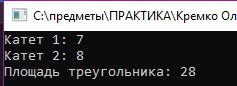 C:\предметы\ПРАКТИКА\Кремко Ол
Катет 1: 7
Катет 2: 8
Площадь треугольника: 28